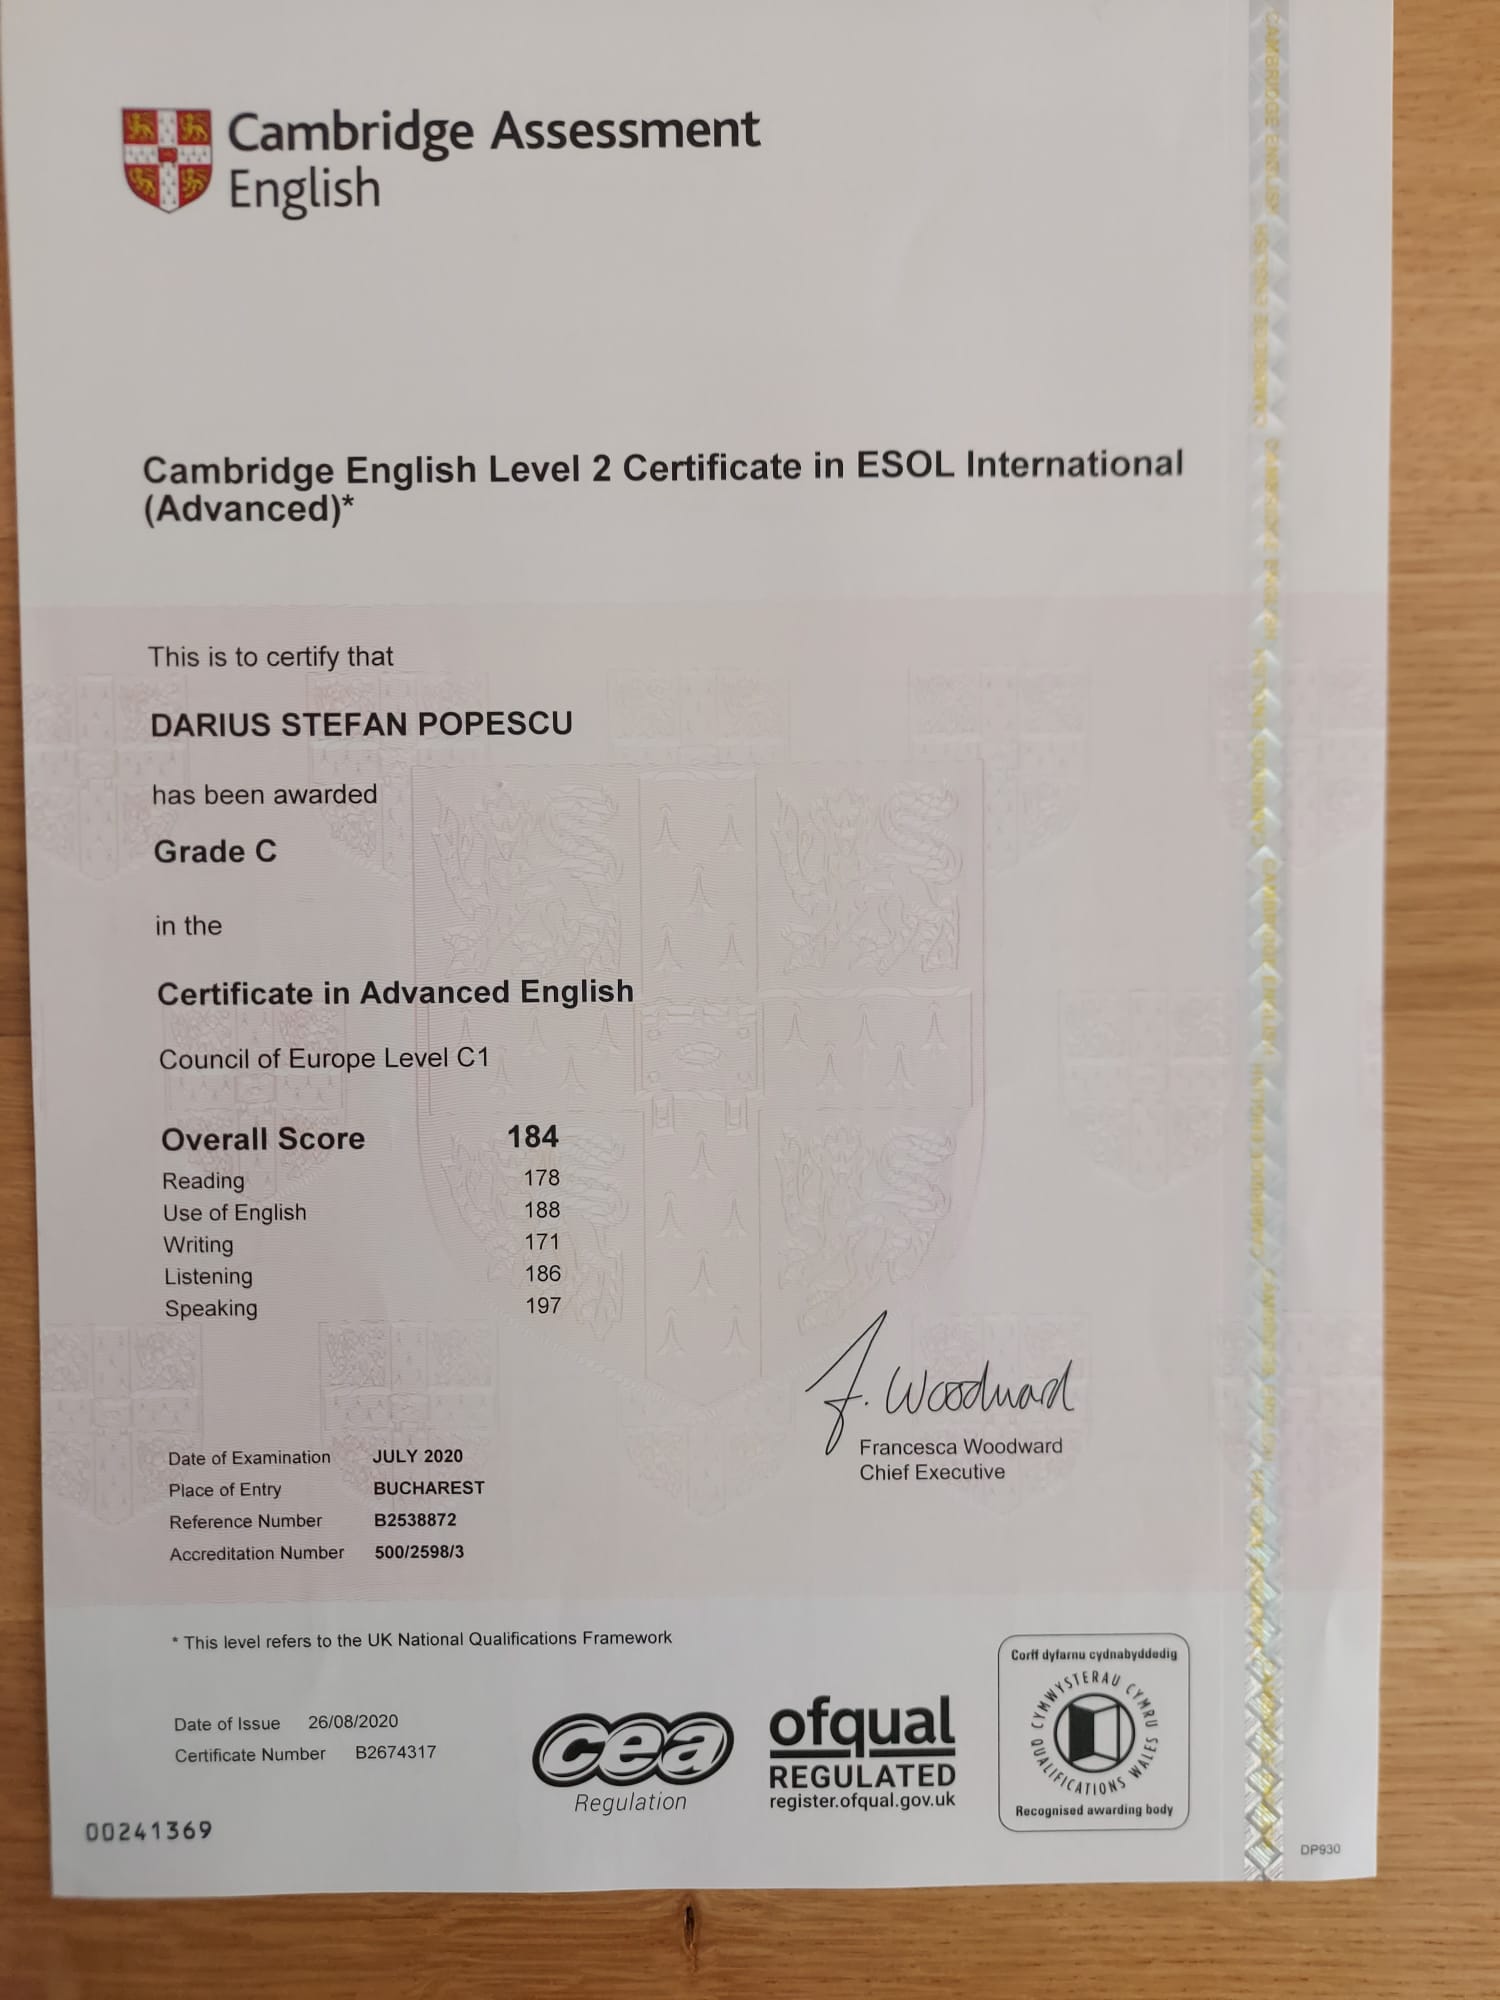 Cambridge Assessment
English
Cambridge English Level 2 Certificate in ESOL International
(Advanced)*
This is to certify that
DARIUS STEFAN POPESCU
has been awarded
Grade C
in the
Certificate in Advanced English
Council of Europe Level C1
Overall Score 184
Reading 178
Use of English 188
Writing 171
Listening 186
Speaking 197
F. Woodward
Francesca Woodward
Chief Executive
Date of Examination JULY 2020
Place of Entry BUCHAREST
Reference Number B2538872
Accreditation Number 500/2598/3
* This level refers to the UK National Qualifications Framework
Date of Issue 26/08/2020
Certificate Number B2674317
cea
Regulation
ofqual
REGULATED
register.ofqual.gov.uk
Corff dyfarnu cydnabyddedig
CYMWYSTERAU CYMRU
QUALIFICATIONS WALES
Recognised awarding body
00241369
DP930
CAMBRIDGE ENGLISH